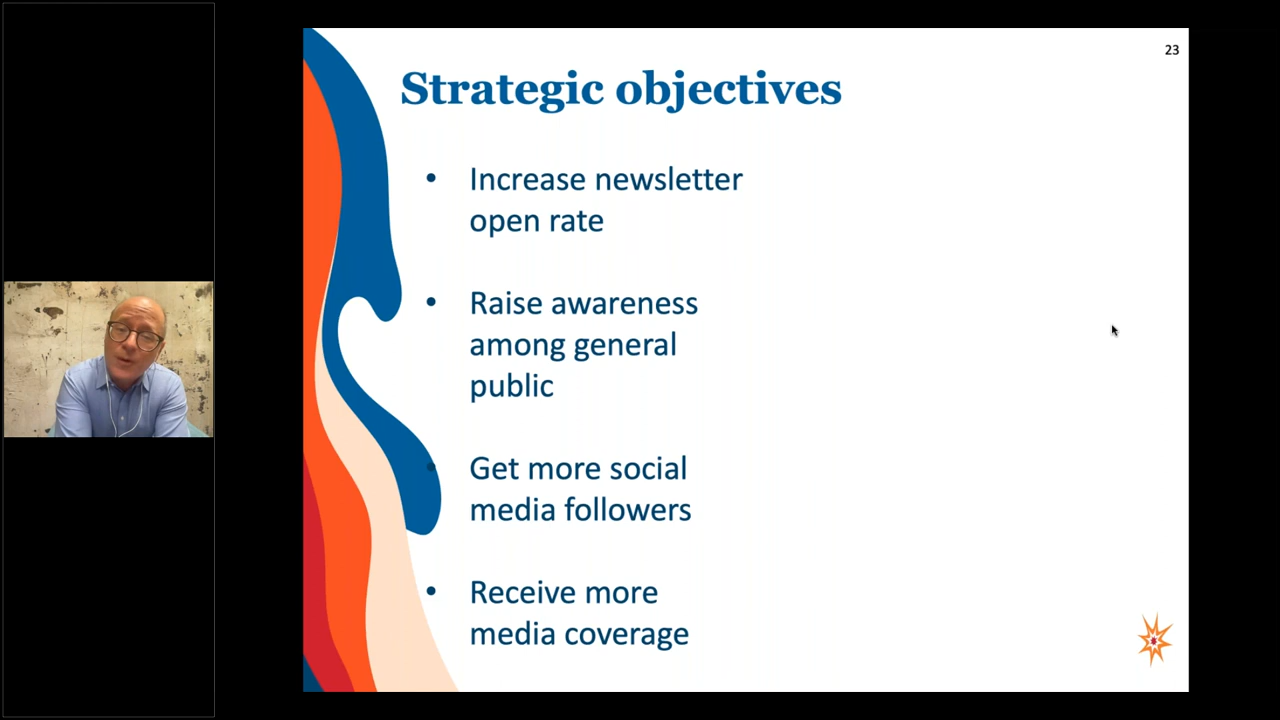 23
Strategic objectives
• Increase newsletter
open rate
• Raise awareness
among general
public
• Get more social
media followers
• Receive more
media coverage